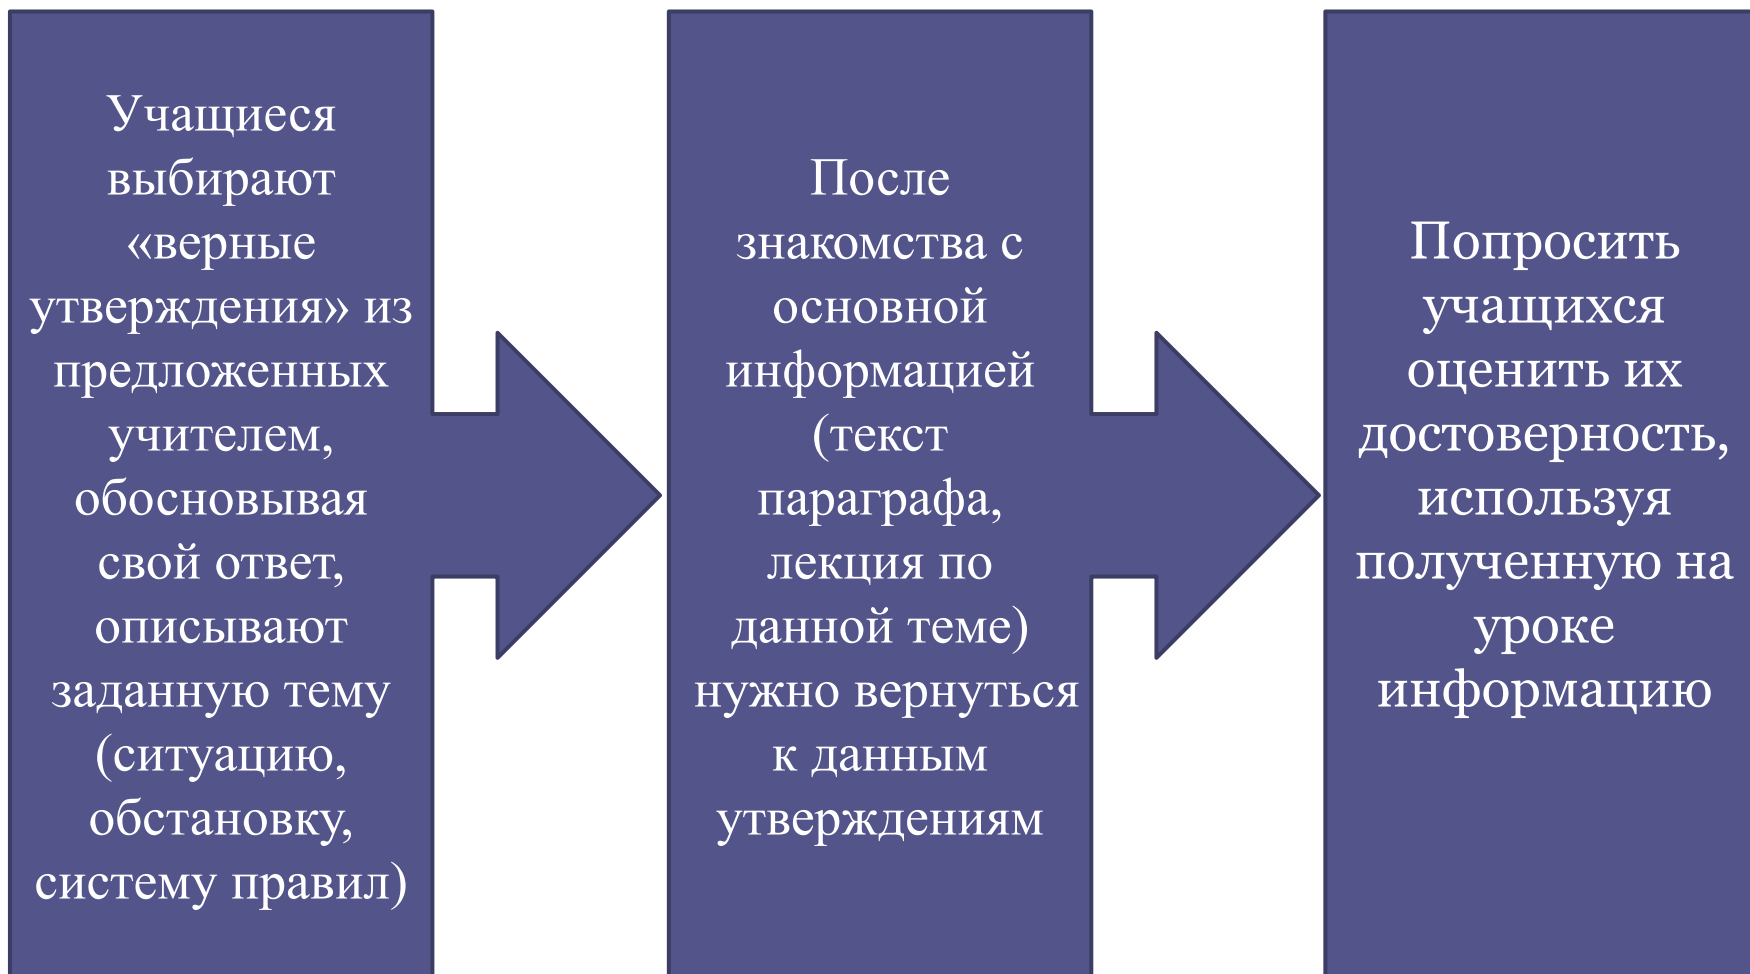 Учащиеся
выбирают
«верные
утверждения» из
предложенных
учителем,
обосновывая
свой ответ,
описывают
заданную тему
(ситуацию,
обстановку,
систему правил)
После
знакомства с
основной
информацией
(текст
параграфа,
лекция по
данной теме)
нужно вернуться
к данным
утверждениям
Попросить
учащихся
оценить их
достоверность,
используя
полученную на
уроке
информацию